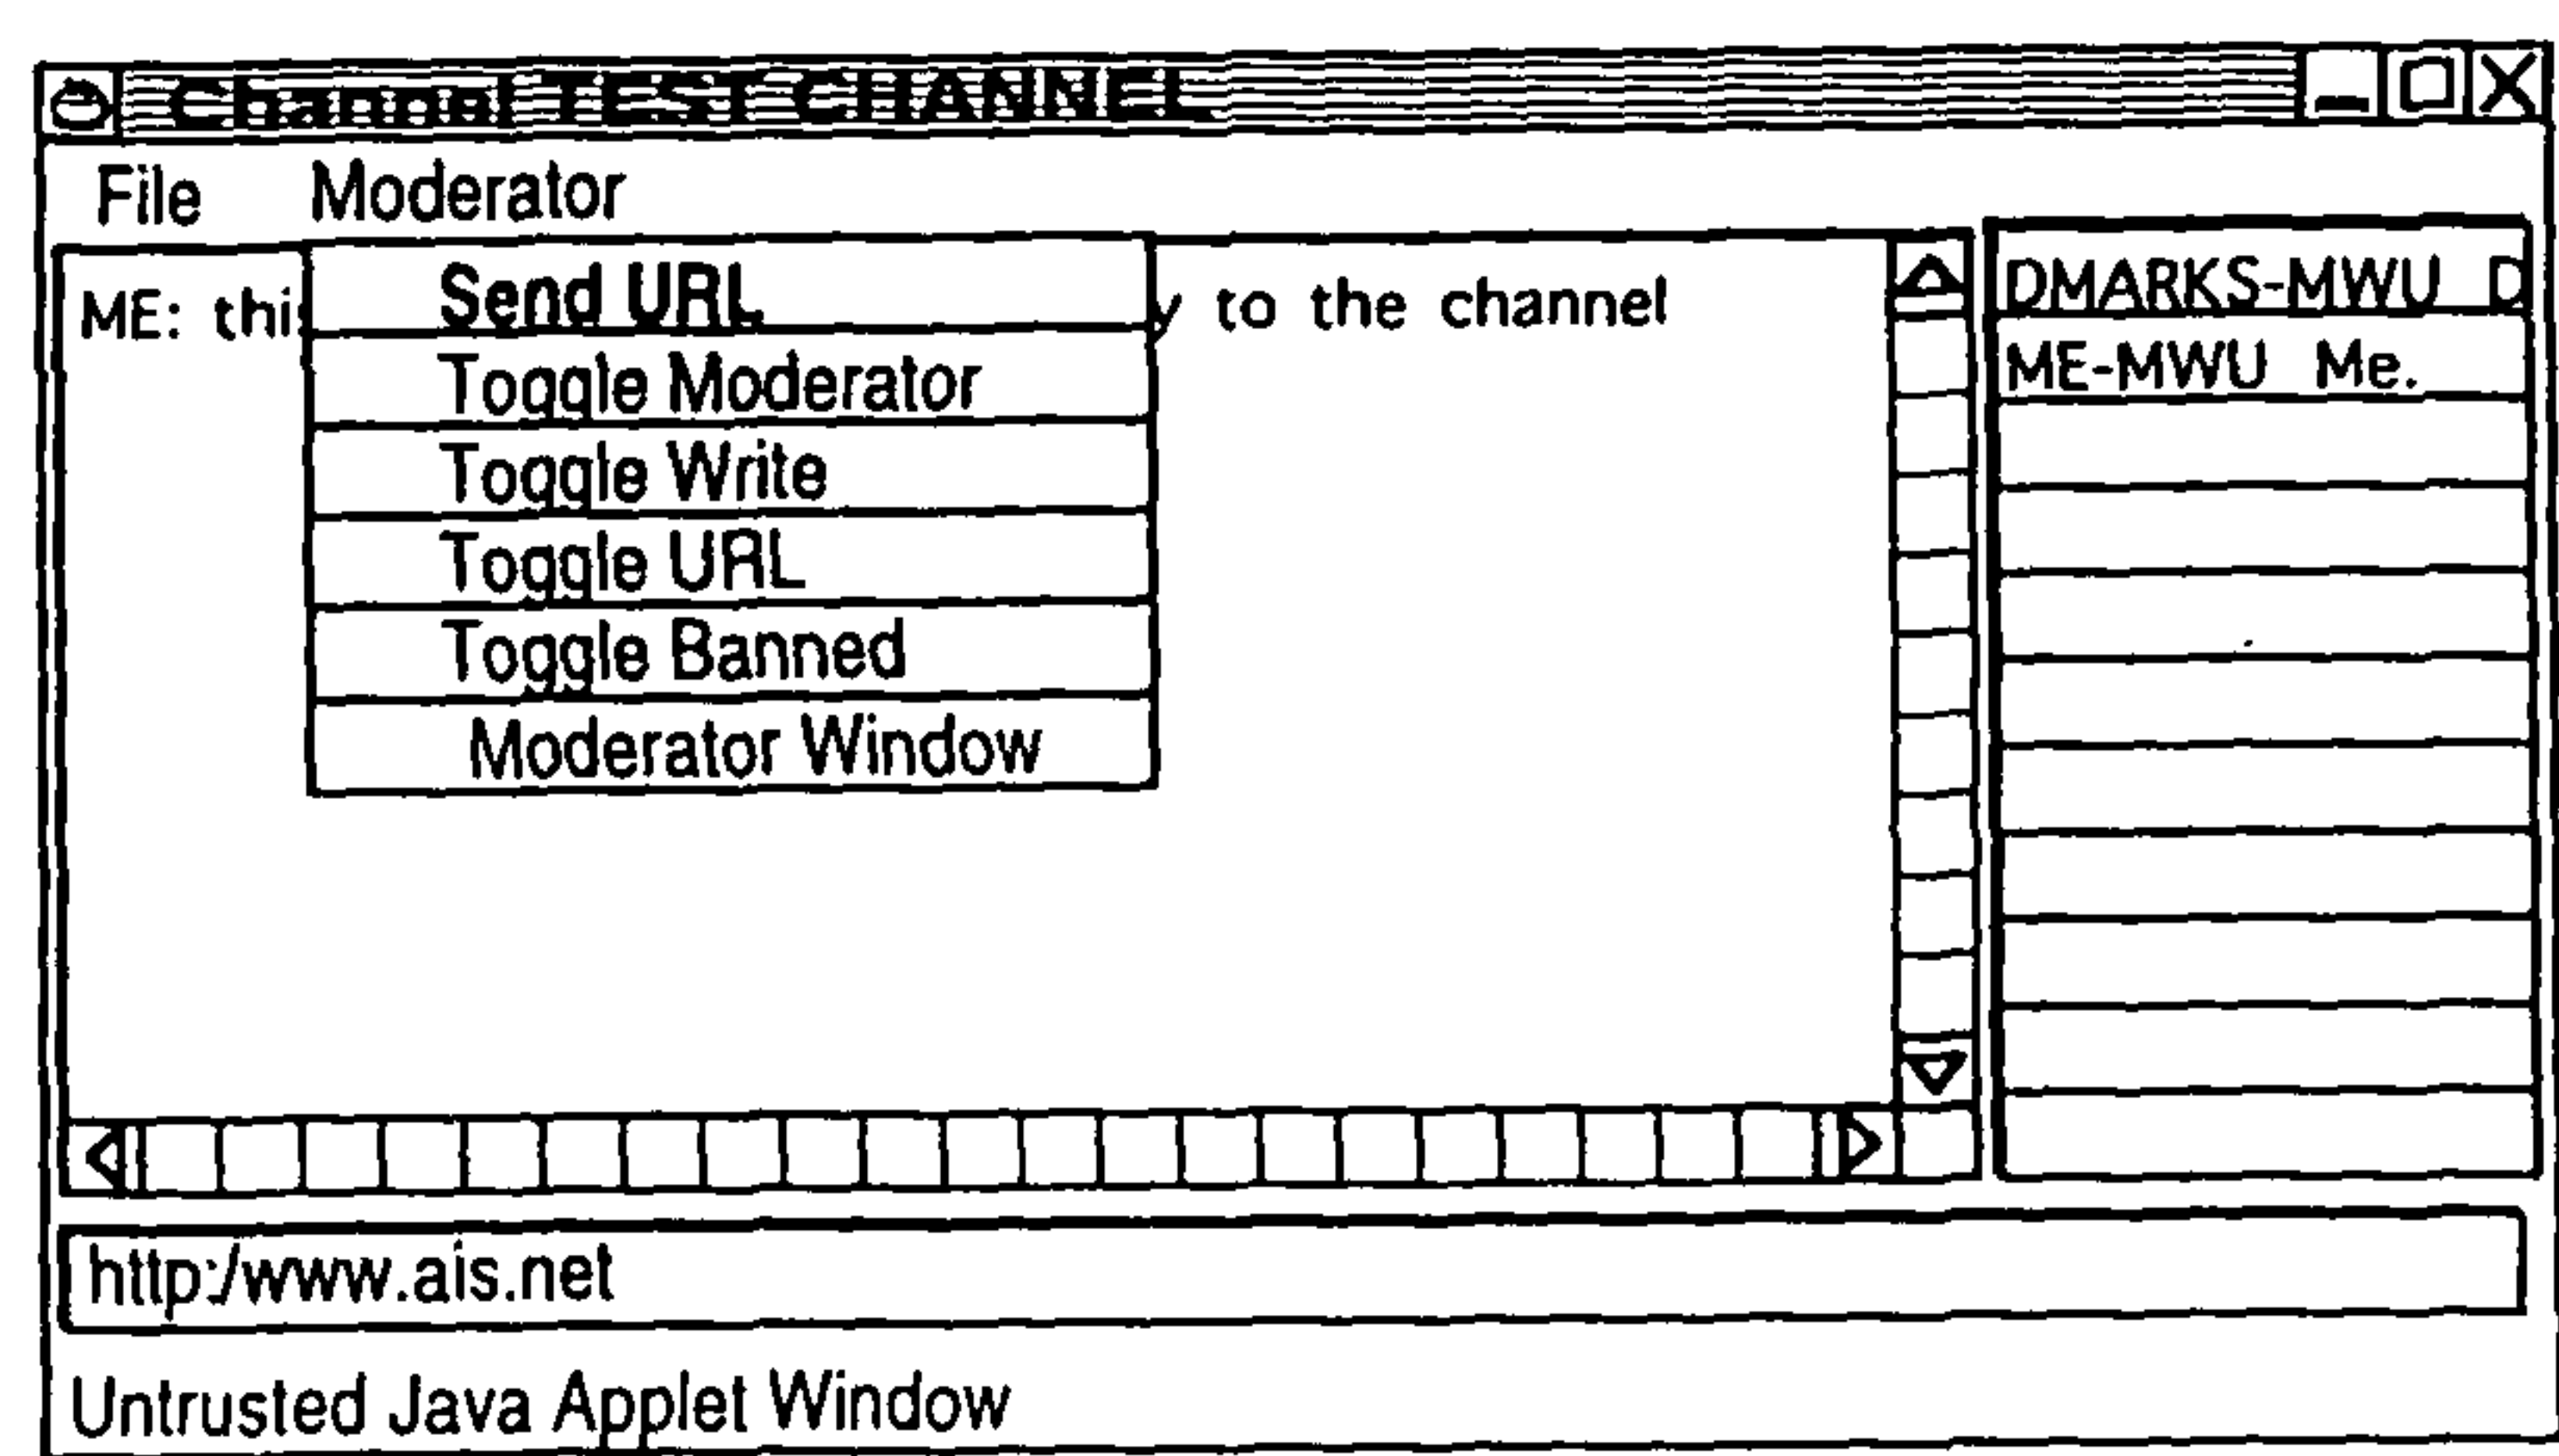 Channel TEST CHANNEL
File Moderator
ME: thi y to the channel
Send URL
Toggle Moderator
Toggle Write
Toggle URL
Toggle Banned
Moderator Window
DMARKS-MWU D
ME-MWU Me.
http:/www.ais.net
Untrusted Java Applet Window